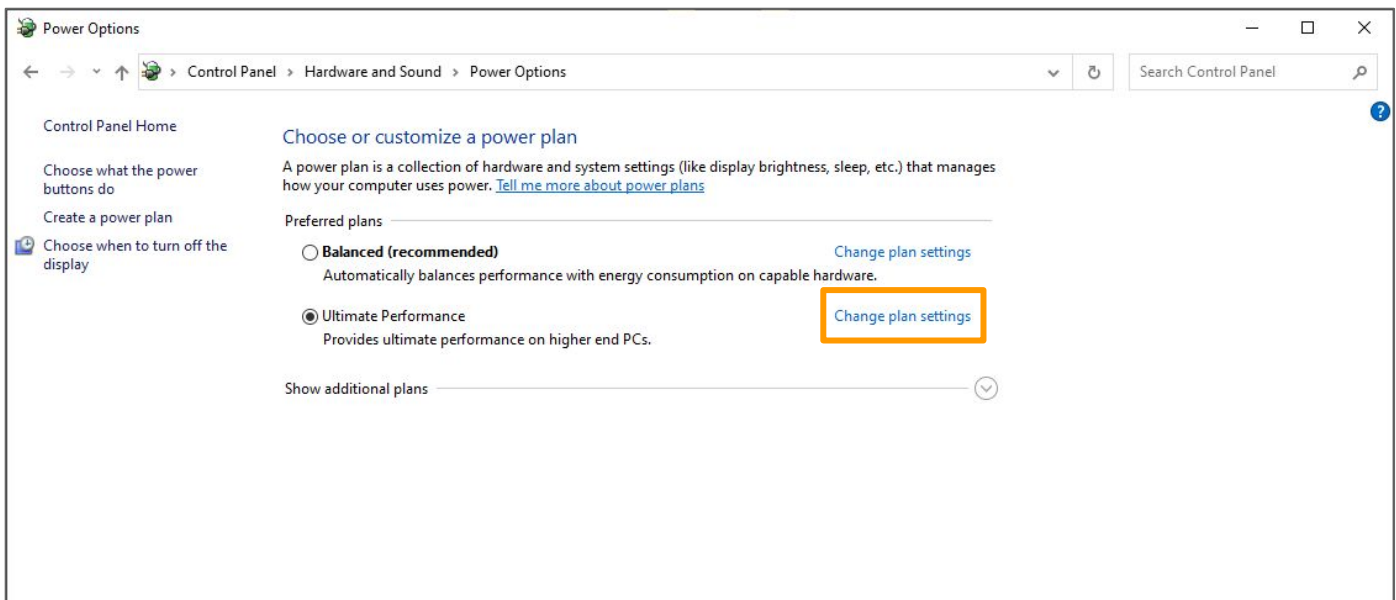 Power Options
Control Panel > Hardware and Sound > Power Options
Search Control Panel
Control Panel Home
Choose what the power
buttons do
Create a power plan
Choose when to turn off the
display
Choose or customize a power plan
A power plan is a collection of hardware and system settings (like display brightness, sleep, etc.) that manages
how your computer uses power. Tell me more about power plans
Preferred plans
Balanced (recommended)
Change plan settings
Automatically balances performance with energy consumption on capable hardware.
Ultimate Performance
Change plan settings
Provides ultimate performance on higher end PCs.
Show additional plans